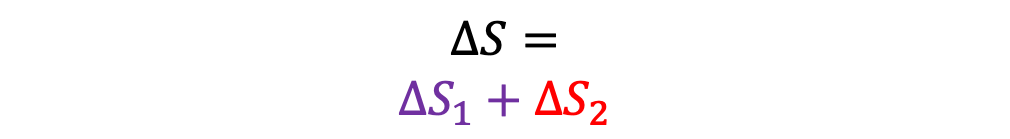 ΔS =
ΔS₁ + ΔS₂